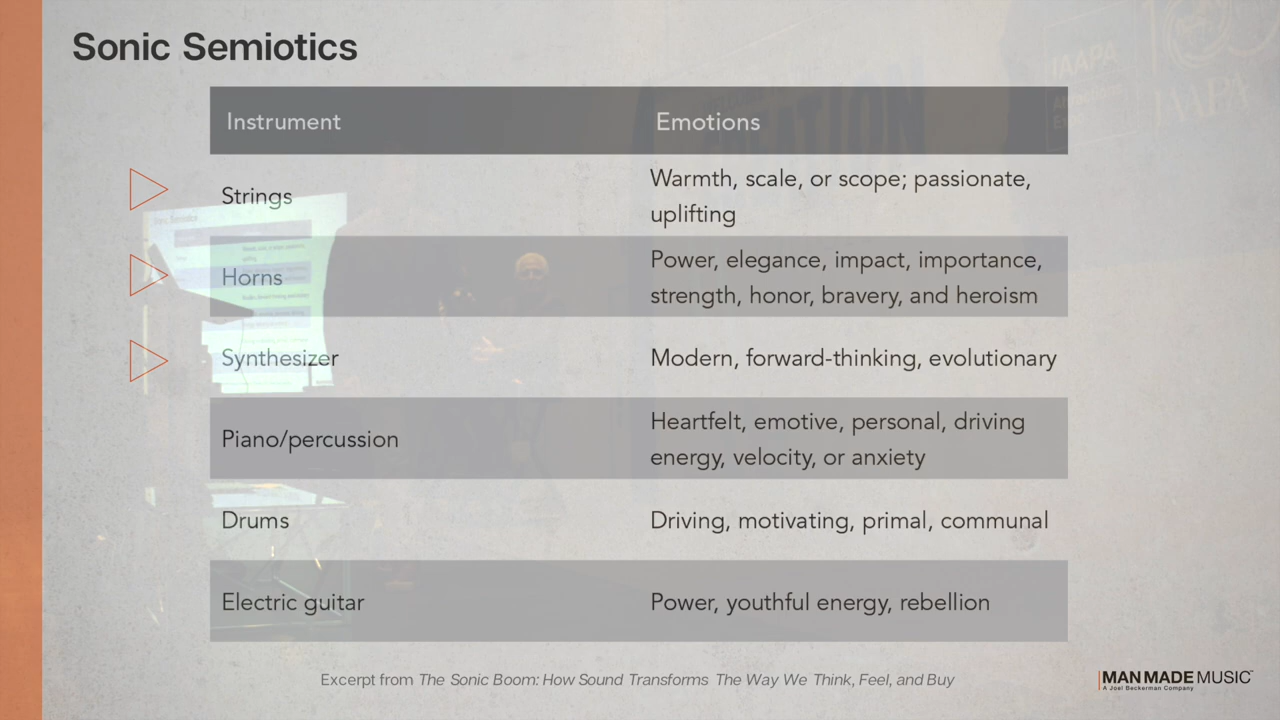 Sonic Semiotics
Instrument Emotions
Strings
Warmth, scale, or scope; passionate,
uplifting
Horns
Power, elegance, impact, importance,
strength, honor, bravery, and heroism
Synthesizer
Modern, forward-thinking, evolutionary
Piano/percussion
Heartfelt, emotive, personal, driving
energy, velocity, or anxiety
Drums
Driving, motivating, primal, communal
Electric guitar
Power, youthful energy, rebellion
Excerpt from The Sonic Boom: How Sound Transforms The Way We Think, Feel, and Buy
MAN MADE MUSIC
A Joel Beckerman Company
IAAPA
IAAPA